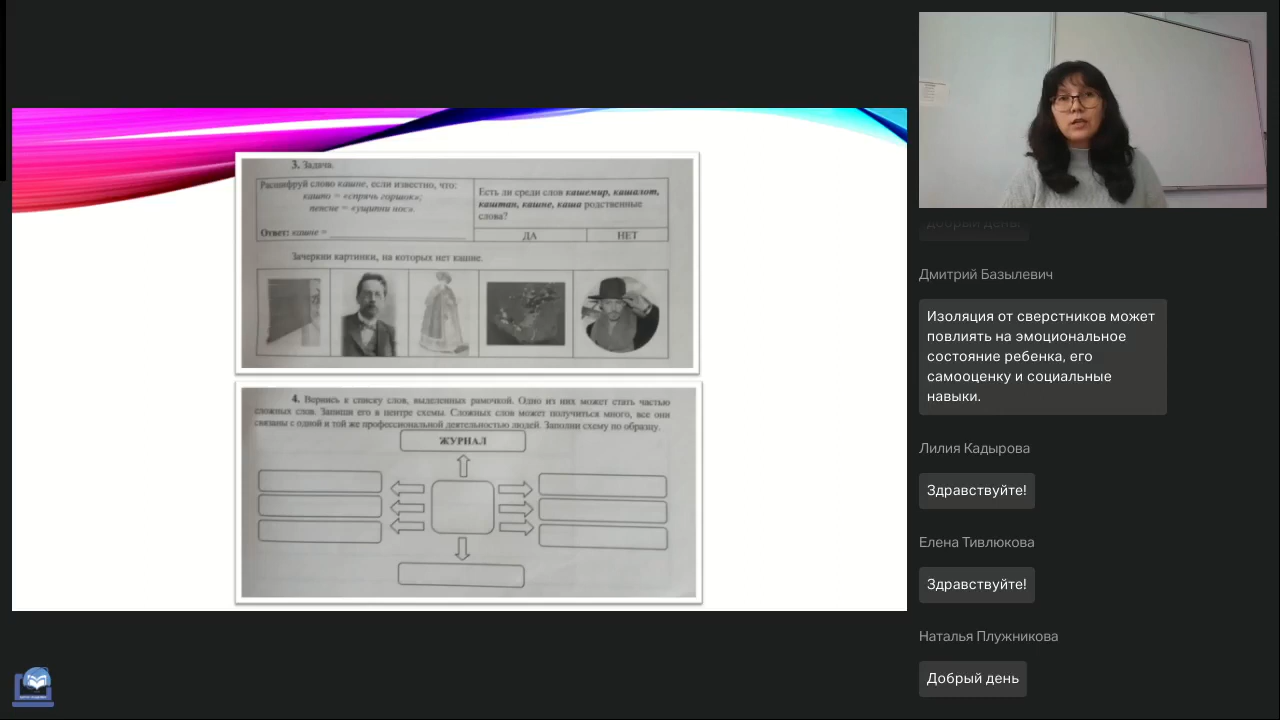 3. Задача.
Расшифруй слово кашне, если известно, что:
кашпо = «спрячь горшок»;
пенсне = «ущипни нос».
Ответ: кашне =
Есть ли среди слов кашемир, кашалот,
каштан, кашне, каша родственные
слова?
ДА
НЕТ
Зачеркни картинки, на которых нет кашне.
4. Вернись к списку слов, выделенных рамочкой. Одно из них может стать частью
сложных слов. Запиши его в центре схемы. Сложных слов может получиться много, все они
связаны с одной и той же профессиональной деятельностью людей. Заполни схему по образцу.
ЖУРНАЛ
Добрый день!
Дмитрий Базылевич
Изоляция от сверстников может
повлиять на эмоциональное
состояние ребенка, его
самооценку и социальные
навыки.
Лилия Кадырова
Здравствуйте!
Елена Тивлюкова
Здравствуйте!
Наталья Плужникова
Добрый день